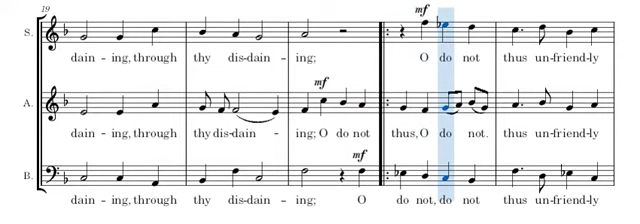 19
mf
S.
dain - ing, through thy dis-dain - ing; O do not thus un-friend-ly
mf
A.
dain - ing, through thy dis-dain - ing; O do not thus, O do not. thus un-friend-ly
mf
B.
dain - ing, through thy dis-dain - ing; O do not, do not thus un-friend-ly